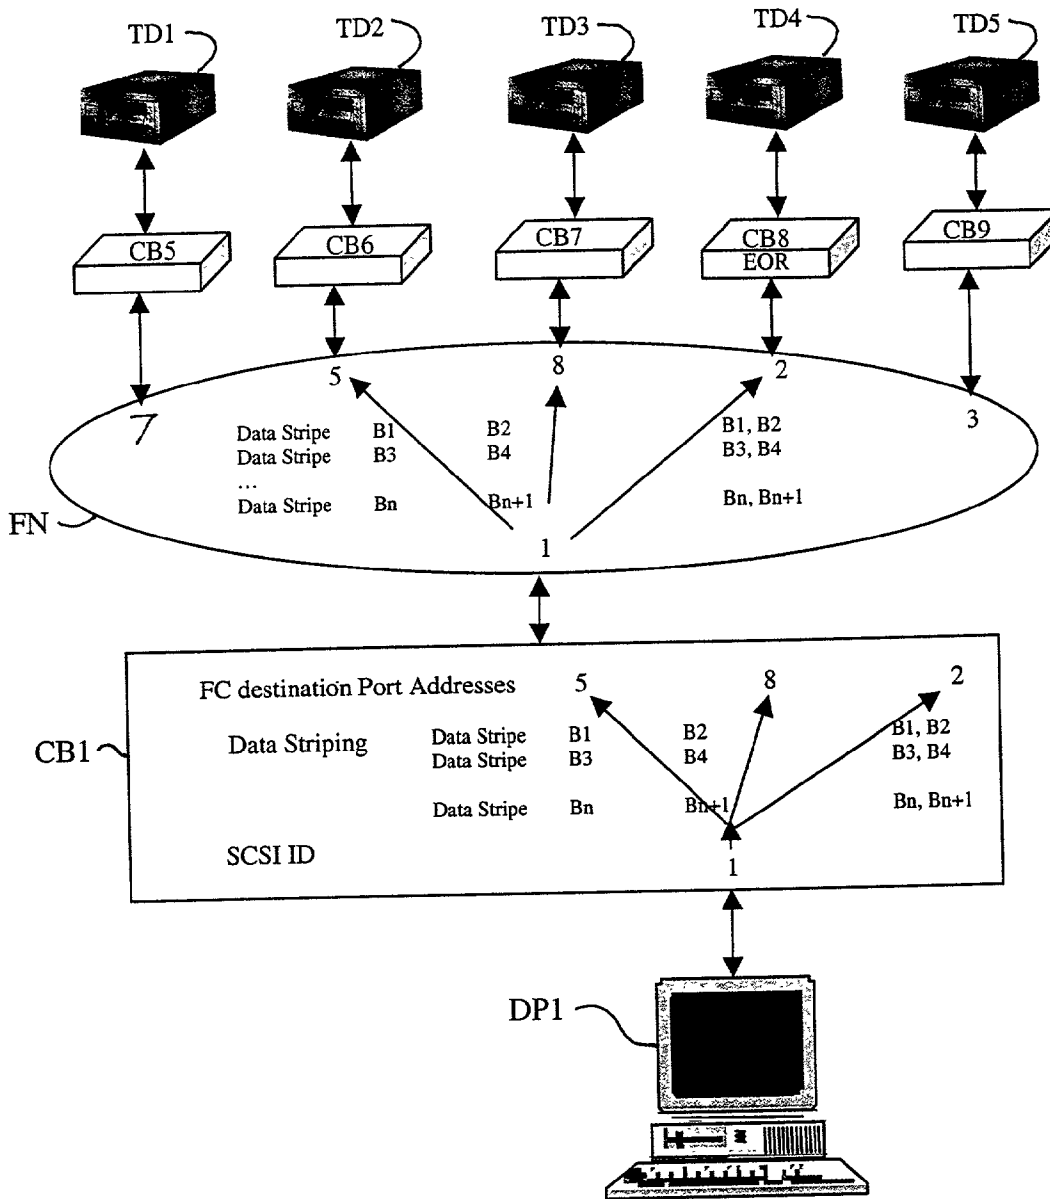 TD1 TD2 TD3 TD4 TD5
CB5 CB6 CB7 CB8 CB9
EOR
5 8 2
7 3
Data Stripe B1 B2 B1, B2
Data Stripe B3 B4 B3, B4
...
Data Stripe Bn Bn+1 Bn, Bn+1
FN
1
FC destination Port Addresses 5 8 2
CB1
Data Striping Data Stripe B1 B2 B1, B2
Data Stripe B3 B4 B3, B4
Data Stripe Bn Bn+1 Bn, Bn+1
SCSI ID
1
DP1